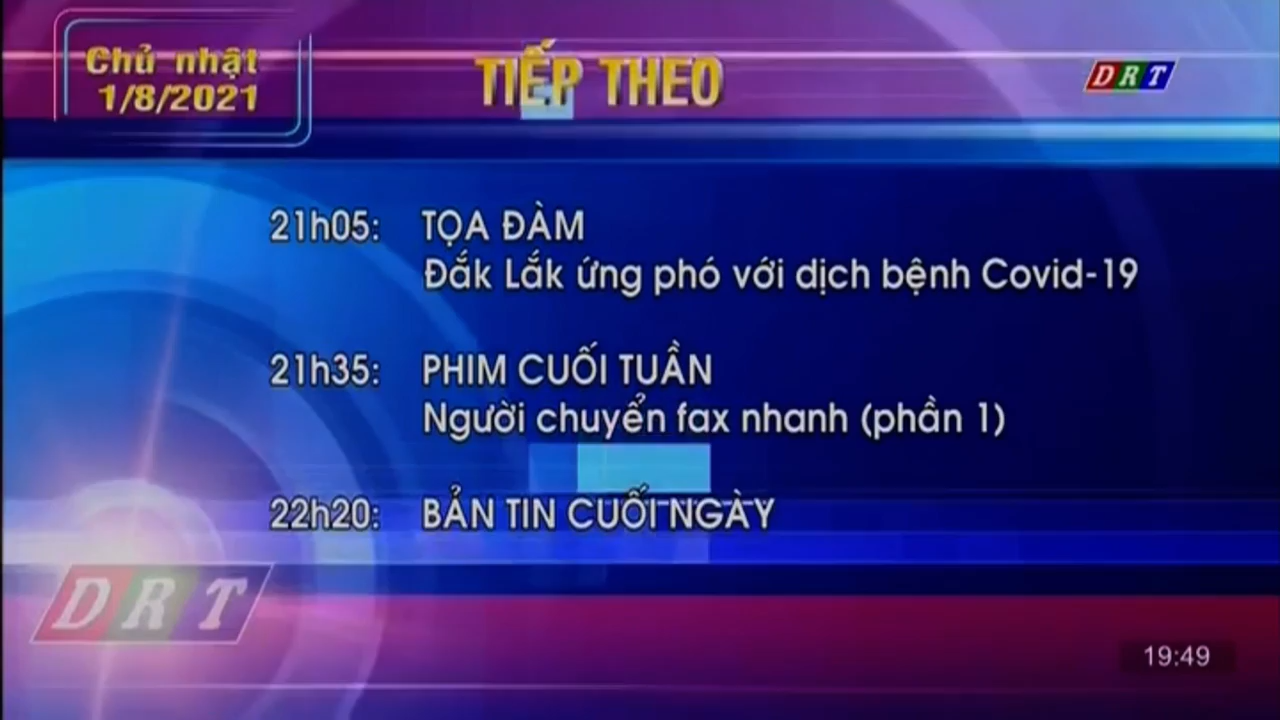 Chủ nhật
1/8/2021
TIẾP THEO
DRT
21h05: TỌA ĐÀM
Đắk Lắk ứng phó với dịch bệnh Covid-19
21h35: PHIM CUỐI TUẦN
Người chuyển fax nhanh (phần 1)
22h20: BẢN TIN CUỐI NGÀY
DRT
19:49